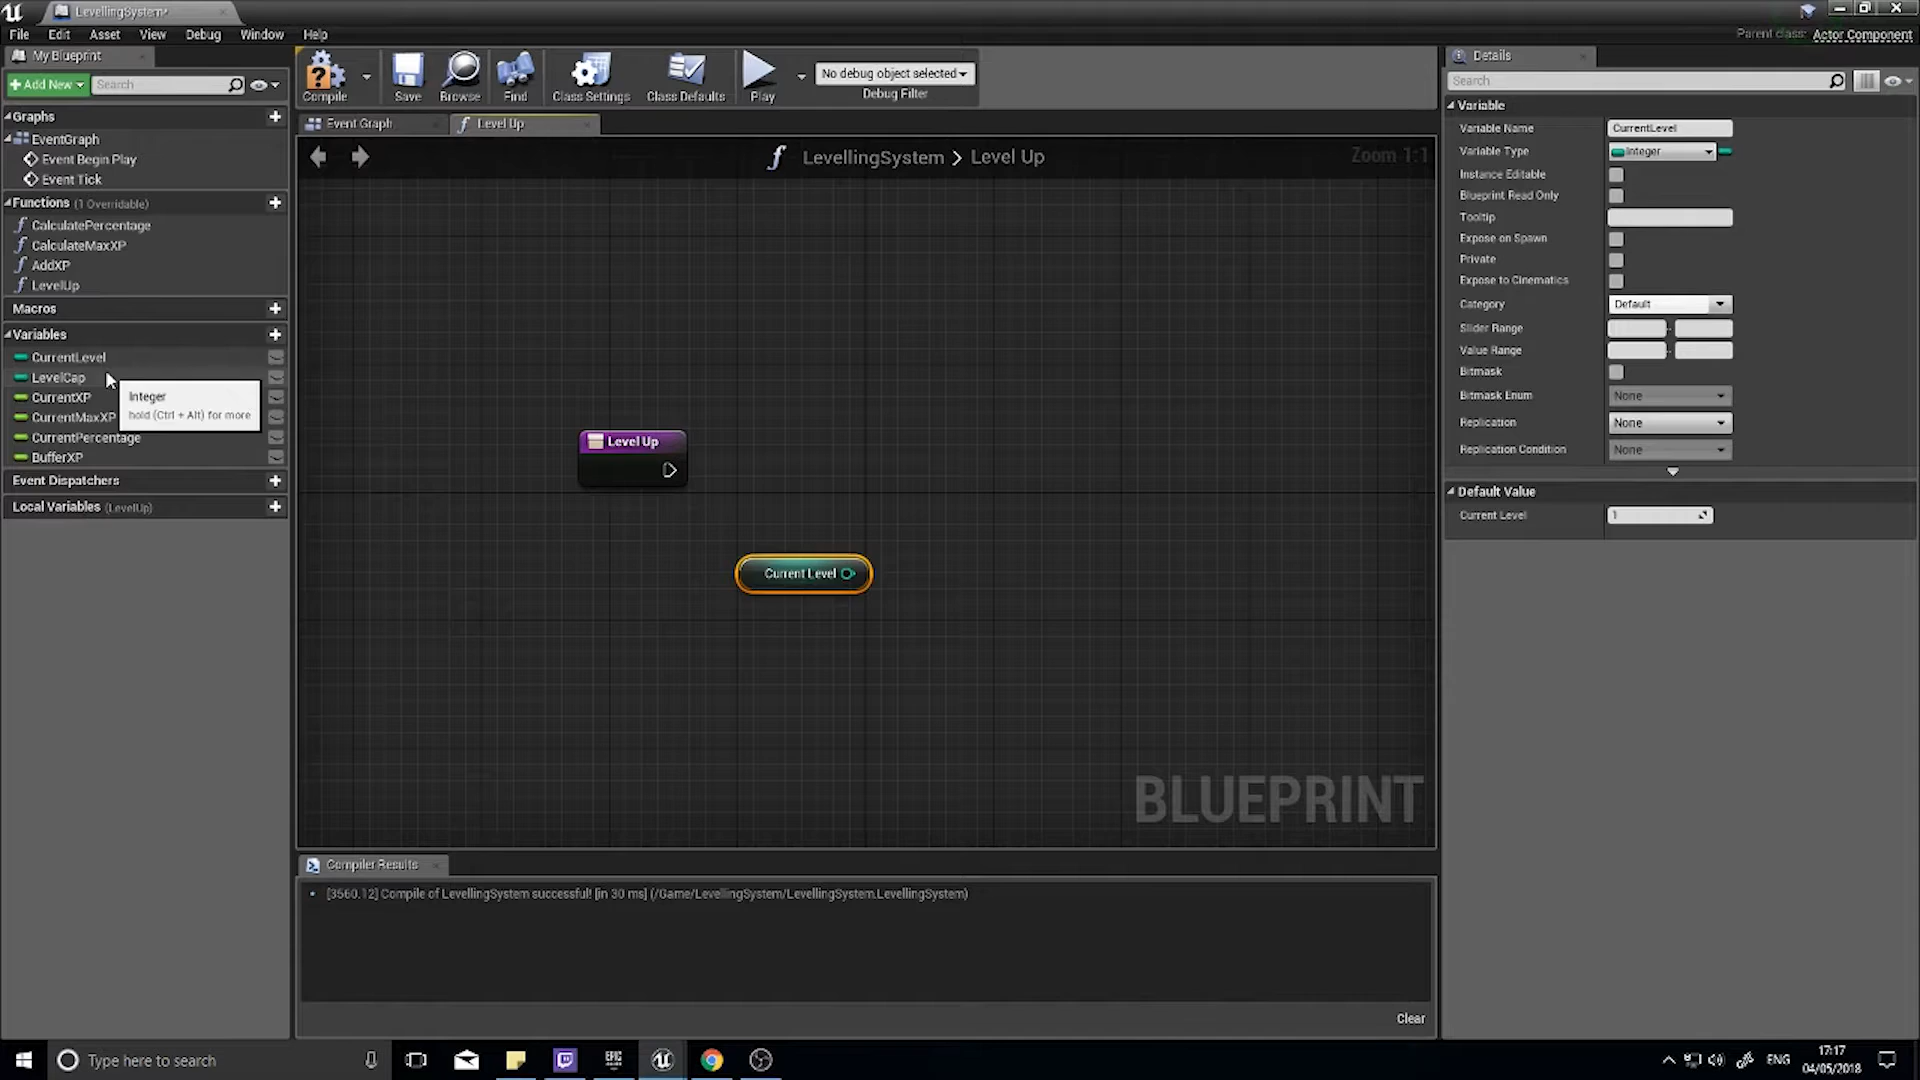 LevellingSystem*
File Edit Asset View Debug Window Help
Parent class: Actor Component
My Blueprint
Add New
Search
Compile
Save
Browse
Find
Class Settings
Class Defaults
Play
No debug object selected
Debug Filter
Details
Search
Graphs
EventGraph
Event Begin Play
Event Tick
Functions (1 Overridable)
CalculatePercentage
CalculateMaxXP
AddXP
LevelUp
Macros
Variables
CurrentLevel
LevelCap
CurrentXP
CurrentMaxXP
CurrentPercentage
BufferXP
Integer
hold (Ctrl + Alt) for more
Event Dispatchers
Local Variables (LevelUp)
Event Graph
Level Up
LevellingSystem > Level Up
Zoom 1:1
Level Up
Current Level
BLUEPRINT
Compiler Results
[3560.12] Compile of LevellingSystem successful! [in 30 ms] (/Game/LevellingSystem/LevellingSystem.LevellingSystem)
Clear
Variable
Variable Name CurrentLevel
Variable Type Integer
Instance Editable
Blueprint Read Only
Tooltip
Expose on Spawn
Private
Expose to Cinematics
Category Default
Slider Range
Value Range
Bitmask
Bitmask Enum None
Replication None
Replication Condition None
Default Value
Current Level 1
Type here to search
EPIC
ENG
17:17
04/05/2018